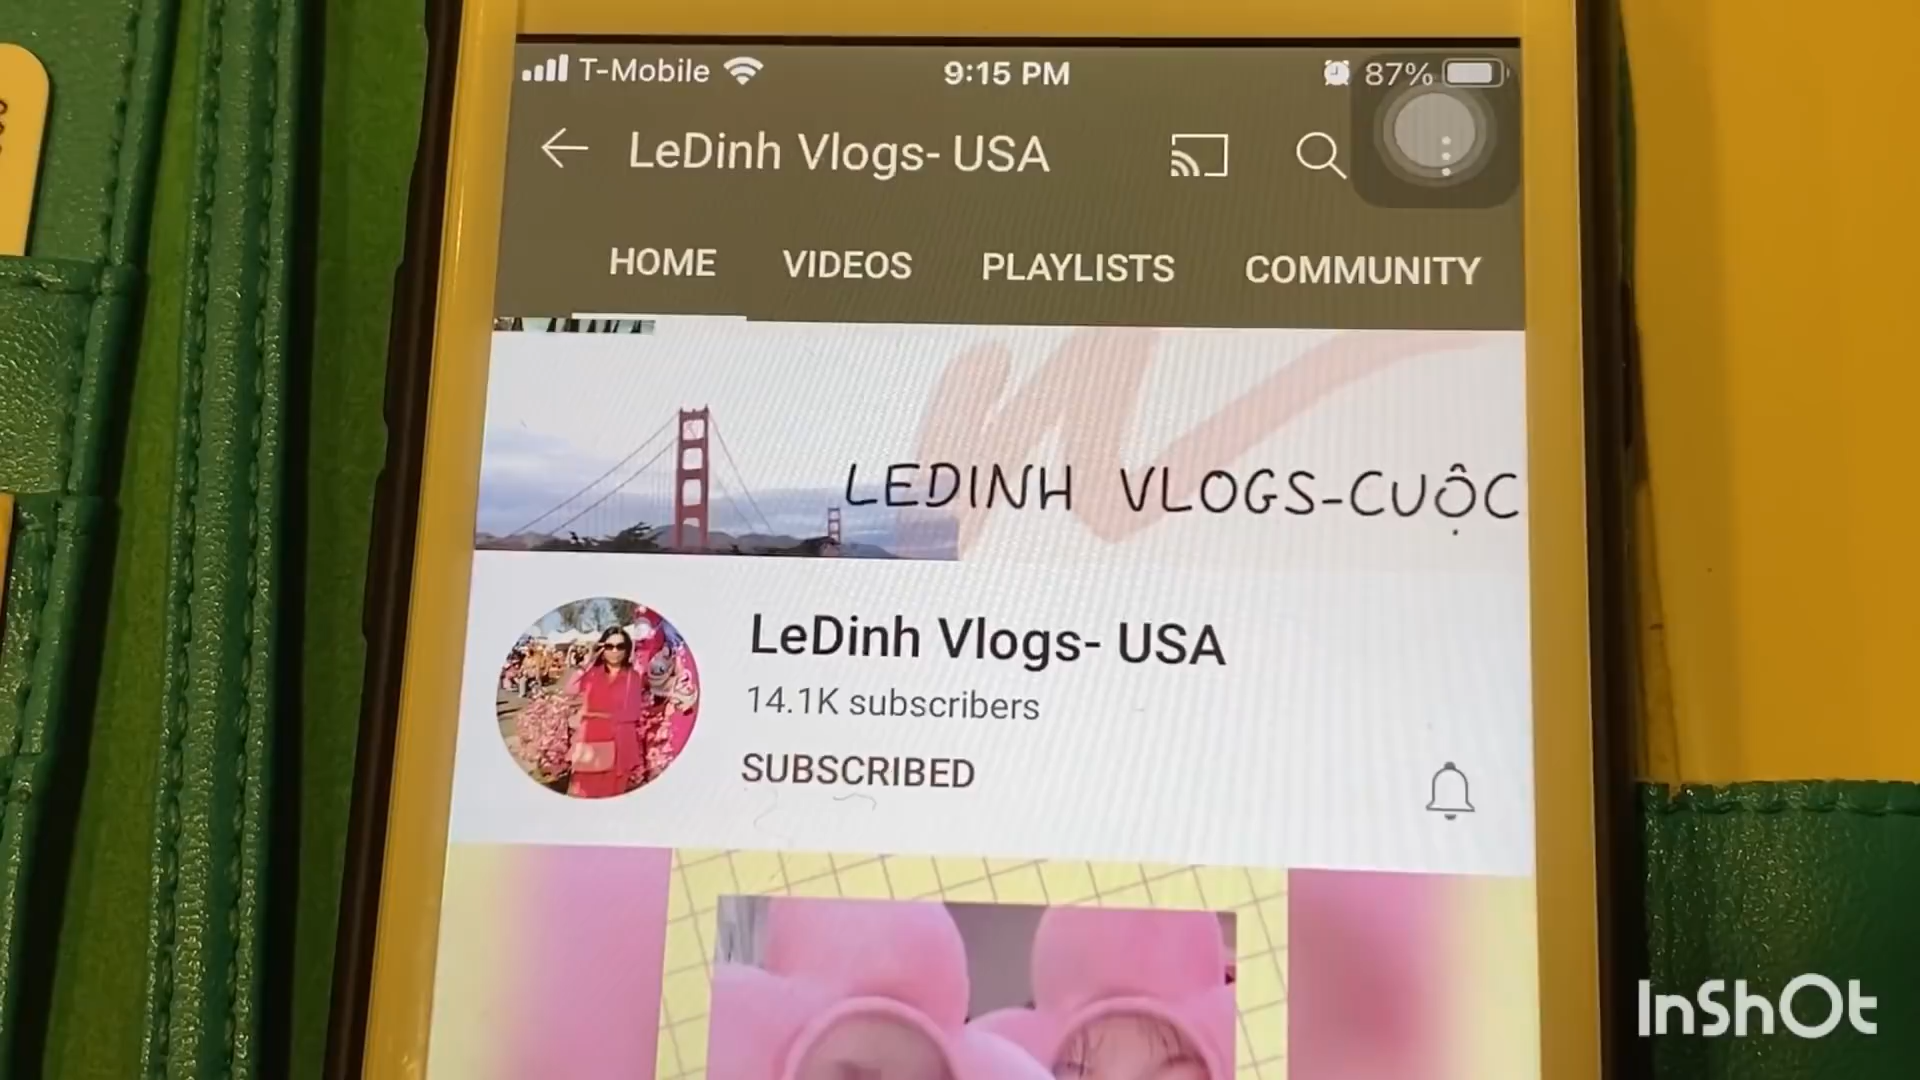 T-Mobile 9:15 PM 87%
LeDinh Vlogs- USA
HOME VIDEOS PLAYLISTS COMMUNITY
LEDINH VLOGS-CUỘC
LeDinh Vlogs- USA
14.1K subscribers
SUBSCRIBED
InShOt